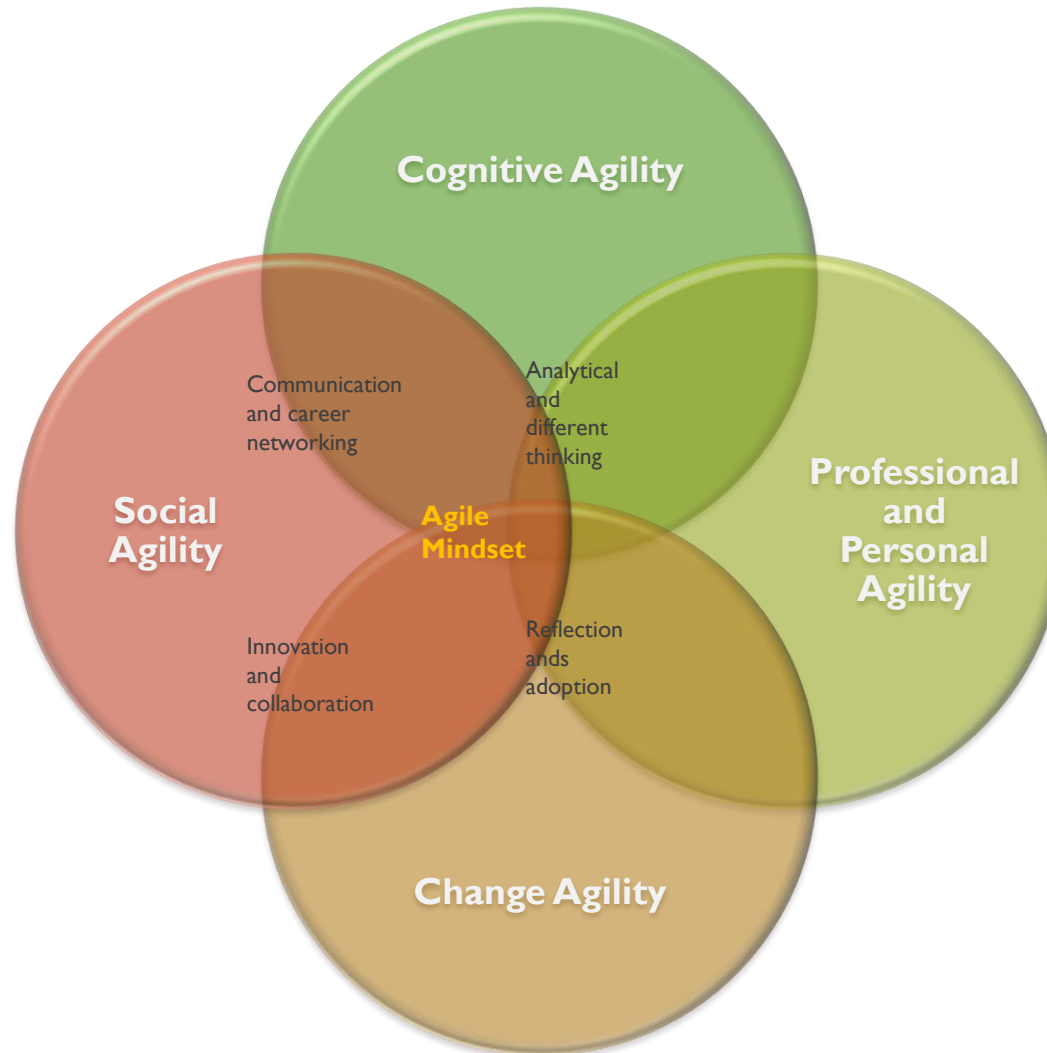 Cognitive Agility
Communication
and career
networking
Analytical
and
different
thinking
Professional
and
Personal
Agility
Social
Agility
Agile
Mindset
Innovation
and
collaboration
Reflection
ands
adoption
Change Agility